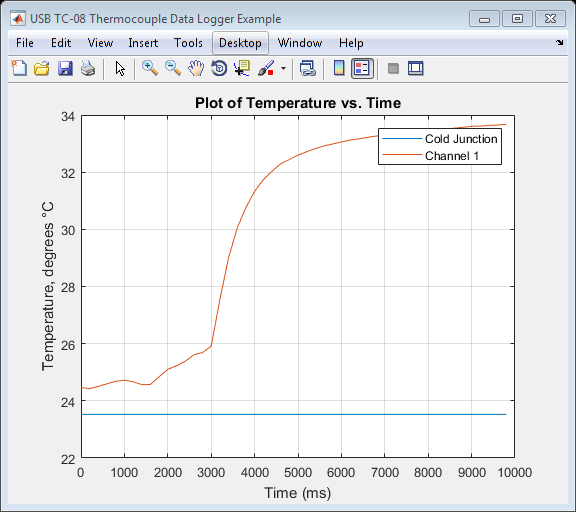 USB TC-08 Thermocouple Data Logger Example
File Edit View Insert Tools Desktop Window Help
Plot of Temperature vs. Time
34
32
30
28
26
24
22
Temperature, degrees °C
Cold Junction
Channel 1
0 1000 2000 3000 4000 5000 6000 7000 8000 9000 10000
Time (ms)